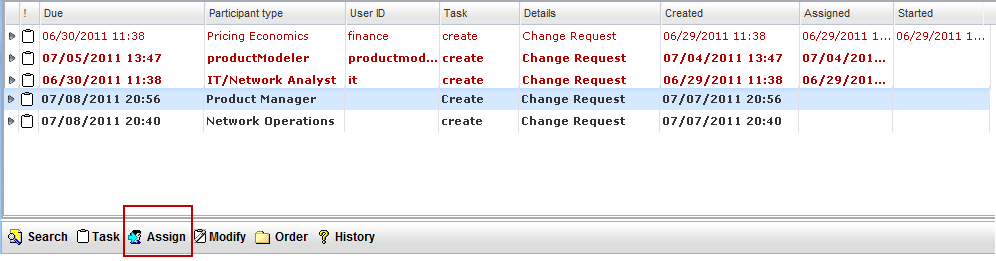 ! Due Participant type User ID Task Details Created Assigned Started
06/30/2011 11:38 Pricing Economics finance create Change Request 06/29/2011 11:38 06/29/2011 1... 06/29/2011 1...
07/05/2011 13:47 productModeler productmod... create Change Request 07/04/2011 13:47 07/04/201...
06/30/2011 11:38 IT/Network Analyst it create Change Request 06/29/2011 11:38 06/29/201...
07/08/2011 20:56 Product Manager Create Change Request 07/07/2011 20:56
07/08/2011 20:40 Network Operations create Change Request 07/07/2011 20:40
Search Task Assign Modify Order History